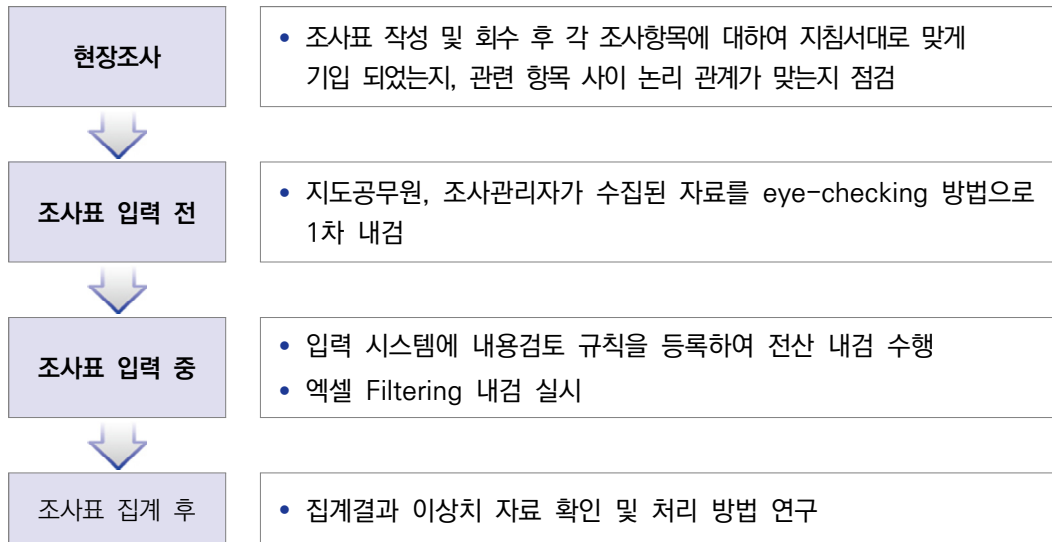 현장조사
• 조사표 작성 및 회수 후 각 조사항목에 대하여 지침서대로 맞게
기입 되었는지, 관련 항목 사이 논리 관계가 맞는지 점검
조사표 입력 전
• 지도공무원, 조사관리자가 수집된 자료를 eye-checking 방법으로
1차 내검
조사표 입력 중
• 입력 시스템에 내용검토 규칙을 등록하여 전산 내검 수행
• 엑셀 Filtering 내검 실시
조사표 집계 후
• 집계결과 이상치 자료 확인 및 처리 방법 연구